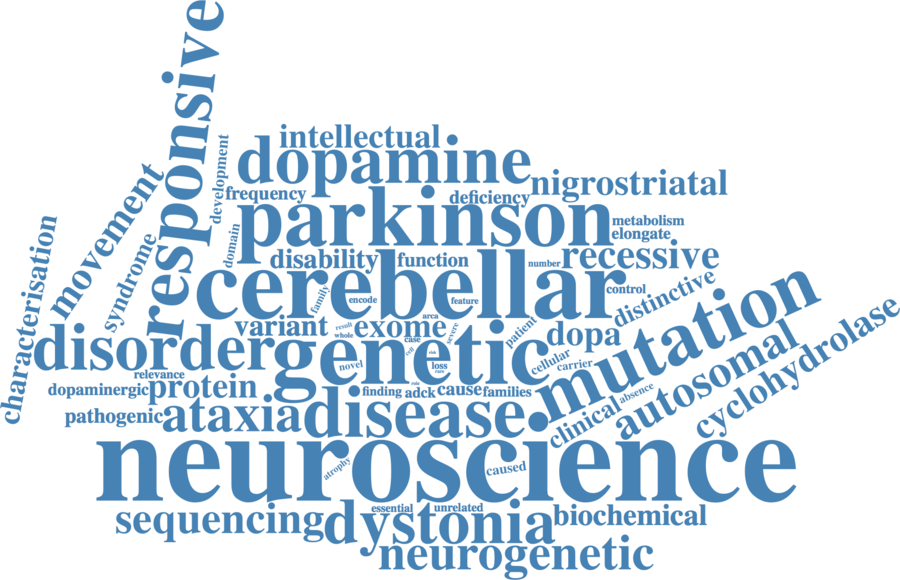 responsive
intellectual
dopamine
development
movement
frequency
deficiency
nigrostriatal
parkinson
metabolism
elongate
characterisation
syndrome
domain
disability
function
number
recessive
cerebellar
family
encode
feature
control
distinctive
arca
variant
result
whole
exome
case
severe
patient
dopa
mutation
disorder
genetic
cell
risk
novel
loss
rare
cellular
carrier
autosomal
cyclohydrolase
relevance
dopaminergic
protein
finding
adck
role
cause
families
absence
clinical
pathogenic
ataxia
disease
neuroscience
atrophy
caused
sequencing
essential
unrelated
dystonia
biochemical
neurogenetic